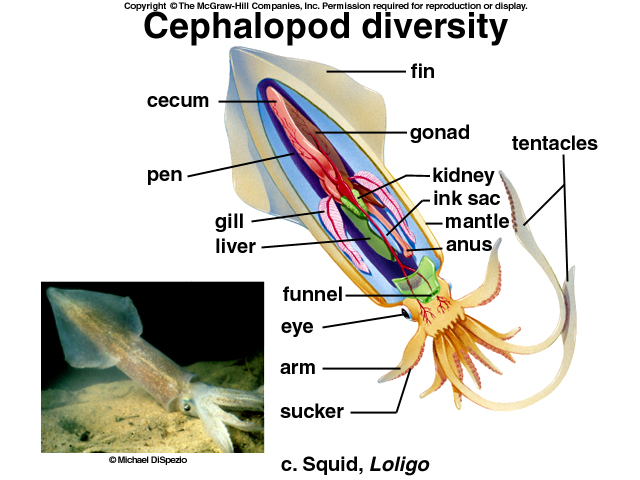 Copyright © The McGraw-Hill Companies, Inc. Permission required for reproduction or display.
Cephalopod diversity
fin
cecum
gonad
tentacles
pen
kidney
ink sac
gill
mantle
liver
anus
funnel
eye
arm
sucker
© Michael DiSpezio
c. Squid, Loligo